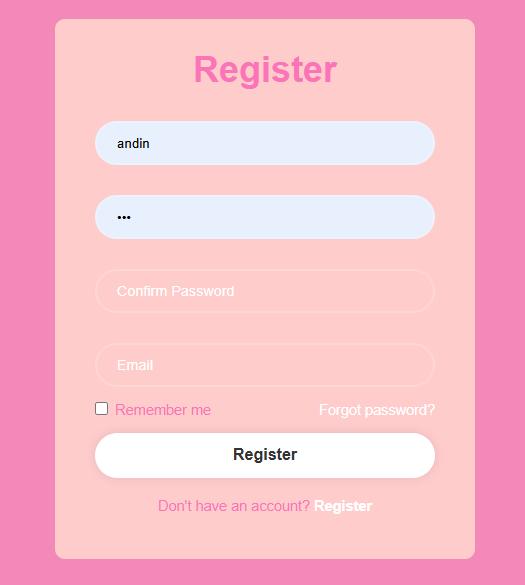 Register
andin
•••
Confirm Password
Email
Remember me Forgot password?
Register
Don't have an account? Register